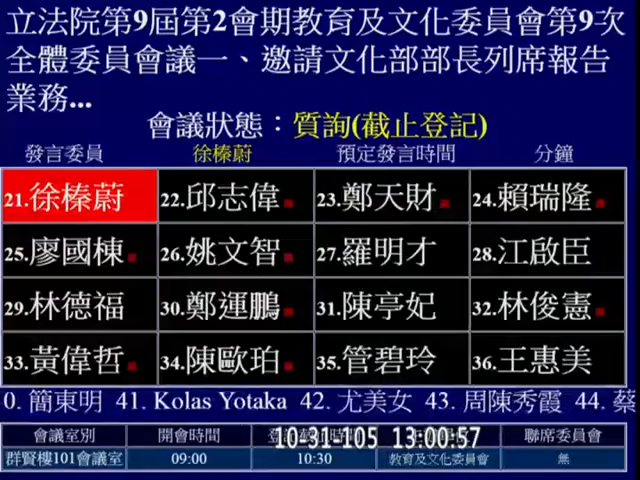 立法院第9屆第2會期教育及文化委員會第9次
全體委員會議一、邀請文化部部長列席報告
業務...
會議狀態：質詢(截止登記)
發言委員 徐榛蔚 預定發言時間 分鐘
21.徐榛蔚 22.邱志偉 23.鄭天財 24.賴瑞隆
25.廖國棟 26.姚文智 27.羅明才 28.江啟臣
29.林德福 30.鄭運鵬 31.陳亭妃 32.林俊憲
33.黃偉哲 34.陳歐珀 35.管碧玲 36.王惠美
0. 簡東明 41. Kolas Yotaka 42. 尤美女 43. 周陳秀霞 44. 蔡
會議室別 開會時間 聯席委員會
10-31-105 13:00:57
群賢樓101會議室 09:00 10:30 教育及文化委員會 無